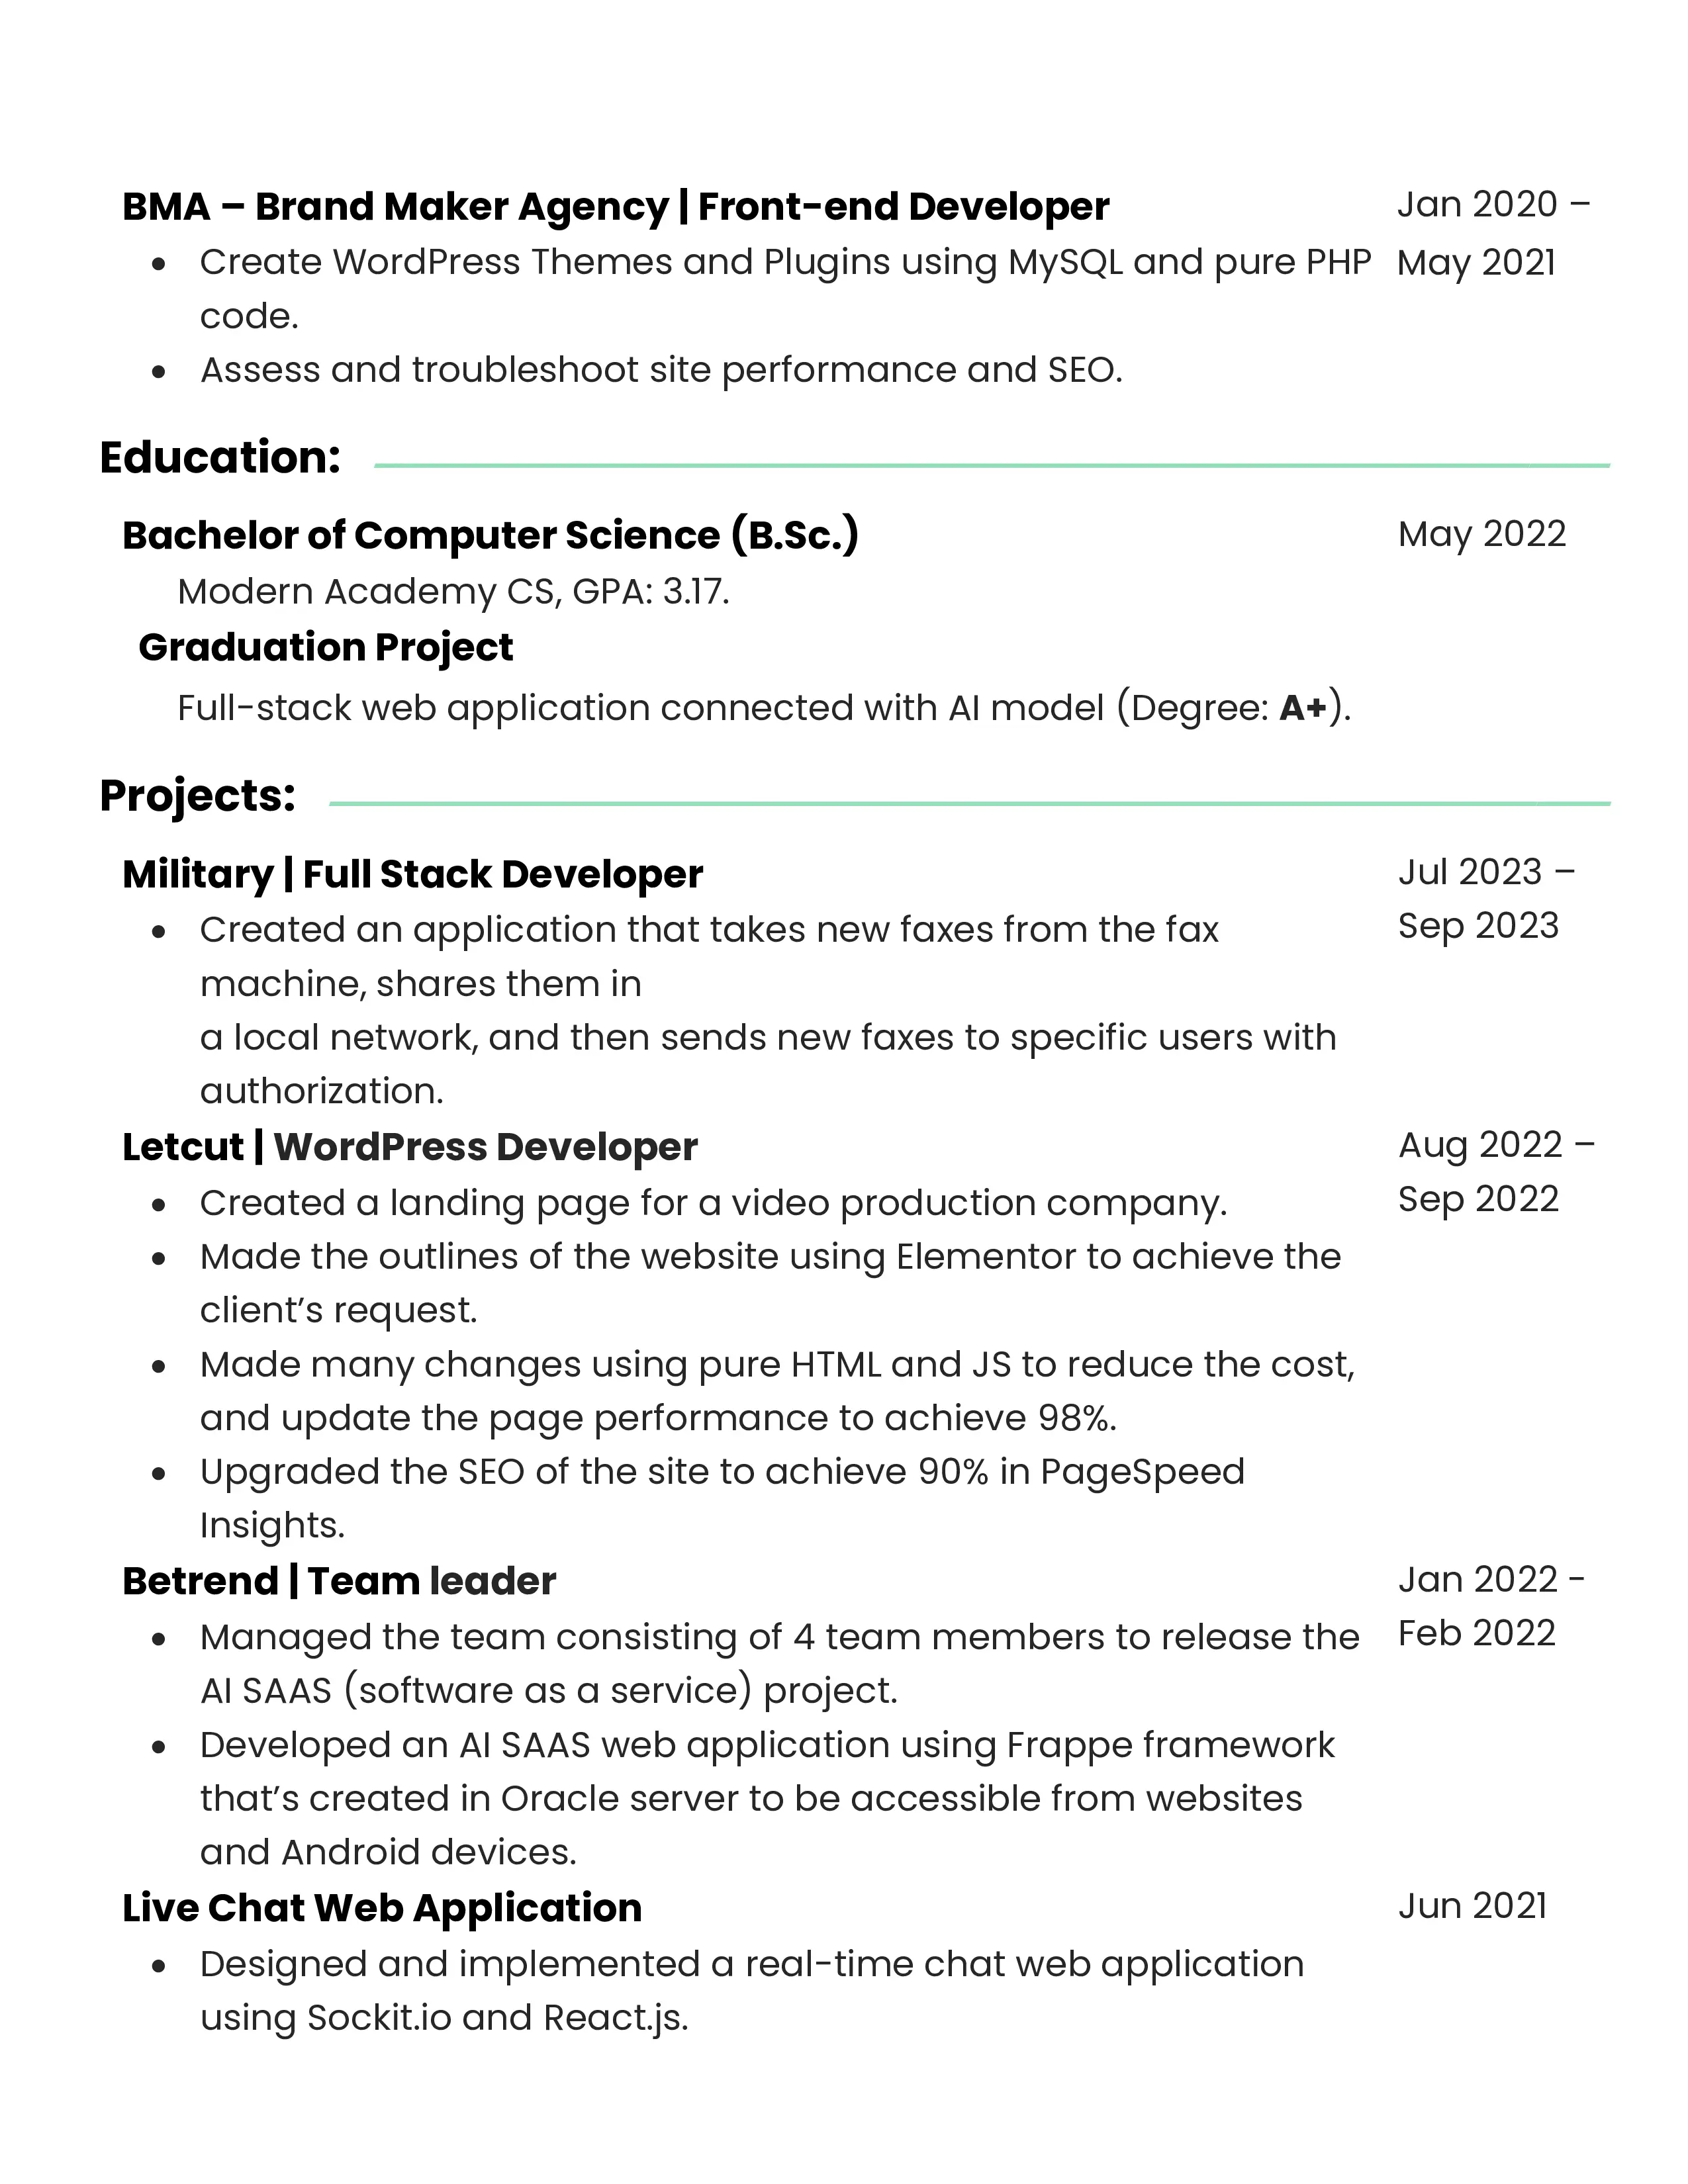 BMA – Brand Maker Agency | Front-end Developer
Jan 2020 –
May 2021
• Create WordPress Themes and Plugins using MySQL and pure PHP
code.
• Assess and troubleshoot site performance and SEO.
Education:
Bachelor of Computer Science (B.Sc.)
May 2022
Modern Academy CS, GPA: 3.17.
Graduation Project
Full-stack web application connected with AI model (Degree: A+).
Projects:
Military | Full Stack Developer
Jul 2023 –
Sep 2023
• Created an application that takes new faxes from the fax
machine, shares them in
a local network, and then sends new faxes to specific users with
authorization.
Letcut | WordPress Developer
Aug 2022 –
Sep 2022
• Created a landing page for a video production company.
• Made the outlines of the website using Elementor to achieve the
client’s request.
• Made many changes using pure HTML and JS to reduce the cost,
and update the page performance to achieve 98%.
• Upgraded the SEO of the site to achieve 90% in PageSpeed
Insights.
Betrend | Team leader
Jan 2022 -
Feb 2022
• Managed the team consisting of 4 team members to release the
AI SAAS (software as a service) project.
• Developed an AI SAAS web application using Frappe framework
that’s created in Oracle server to be accessible from websites
and Android devices.
Live Chat Web Application
Jun 2021
• Designed and implemented a real-time chat web application
using Sockit.io and React.js.